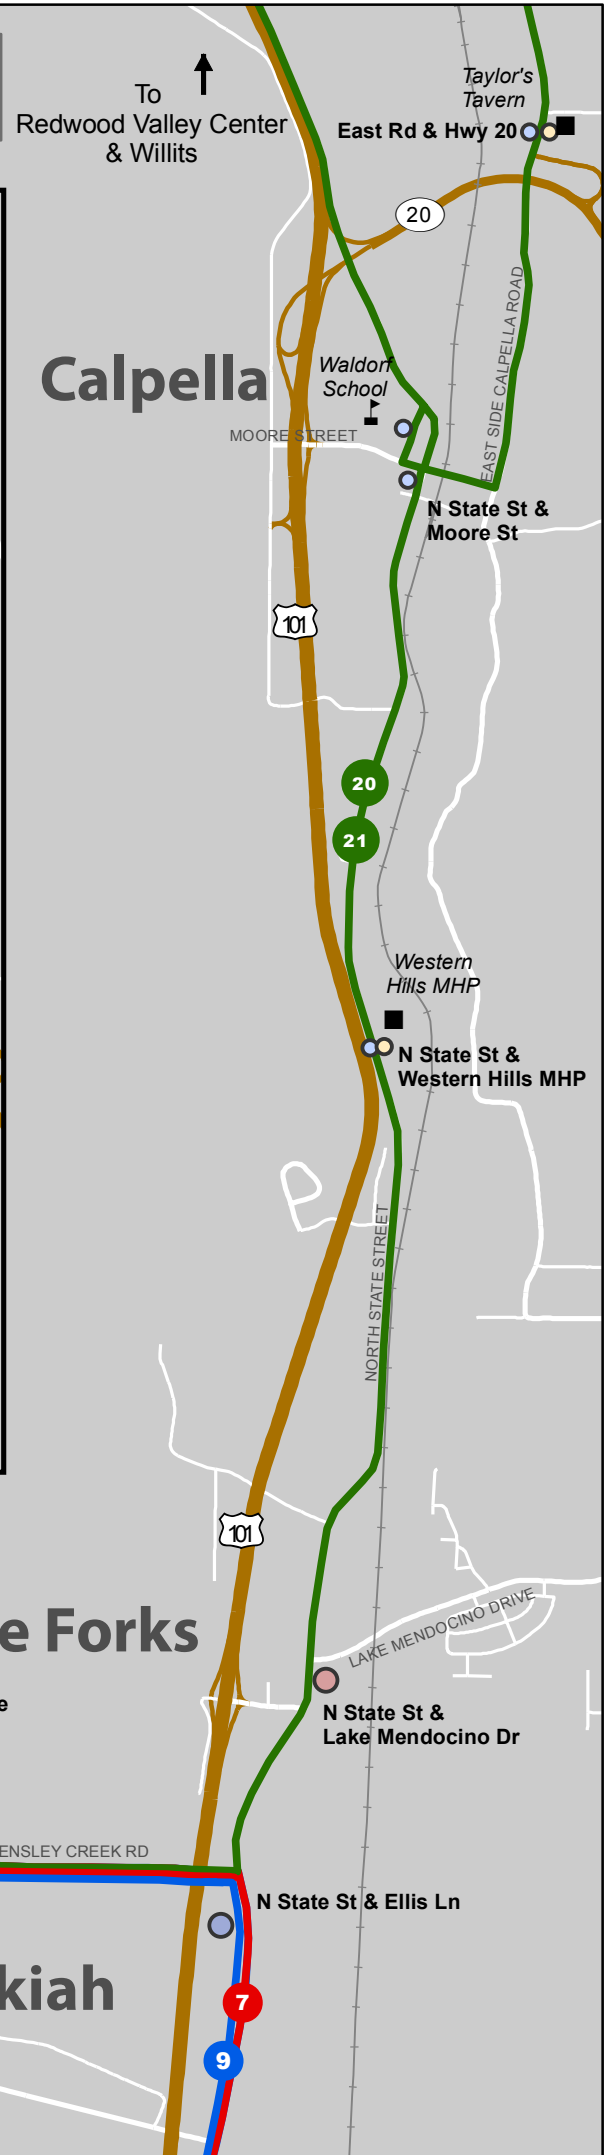 Taylor's
Tavern
To
Redwood Valley Center
& Willits
East Rd & Hwy 20
20
EAST SIDE CALPELLA ROAD
Calpella
Waldorf
School
MOORE STREET
N State St &
Moore St
101
20
21
Western
Hills MHP
N State St &
Western Hills MHP
NORTH STATE STREET
101
e Forks
LAKE MENDOCINO DRIVE
e
N State St &
Lake Mendocino Dr
ENSLEY CREEK RD
N State St & Ellis Ln
kiah
7
9